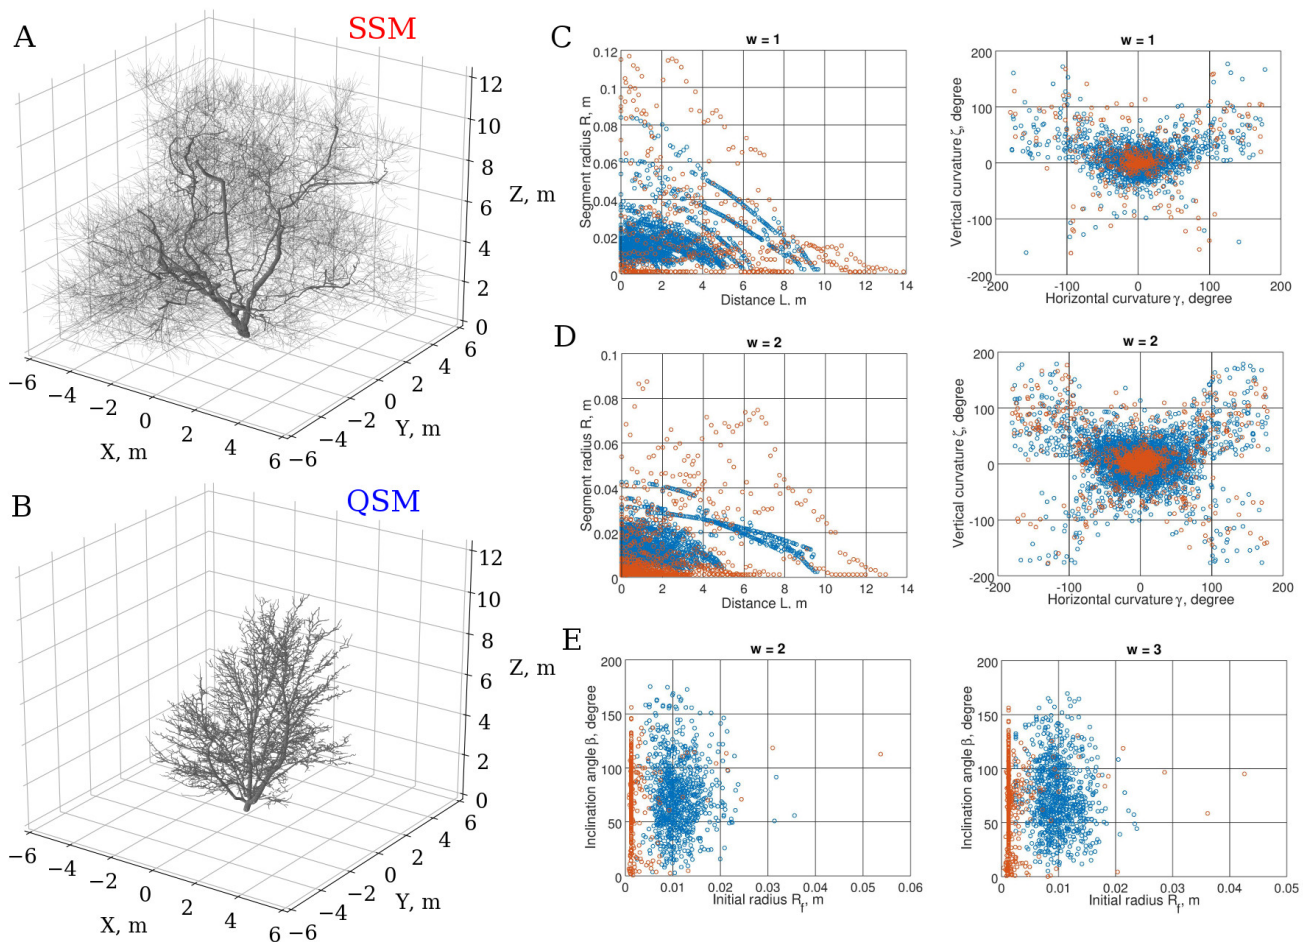 A
SSM
12
10
8
6
4
2
0
Z, m
−6
−4
−2
0
2
4
6
X, m
−6
−4
−2
0
2
4
6
Y, m
B
QSM
12
10
8
6
4
2
0
Z, m
−6
−4
−2
0
2
4
6
X, m
−6
−4
−2
0
2
4
6
Y, m
C
w = 1
Segment radius R, m
0.12
0.1
0.08
0.06
0.04
0.02
0
0 2 4 6 8 10 12 14
Distance L, m
w = 1
Vertical curvature ζ, degree
200
100
0
-100
-200
-200 -100 0 100 200
Horizontal curvature γ, degree
D
w = 2
Segment radius R, m
0.1
0.08
0.06
0.04
0.02
0
0 2 4 6 8 10 12 14
Distance L, m
w = 2
Vertical curvature ζ, degree
200
100
0
-100
-200
-200 -100 0 100 200
Horizontal curvature γ, degree
E
w = 2
Inclination angle β, degree
200
150
100
50
0
0 0.01 0.02 0.03 0.04 0.05 0.06
Initial radius R_f, m
w = 3
Inclination angle β, degree
200
150
100
50
0
0 0.01 0.02 0.03 0.04 0.05
Initial radius R_f, m